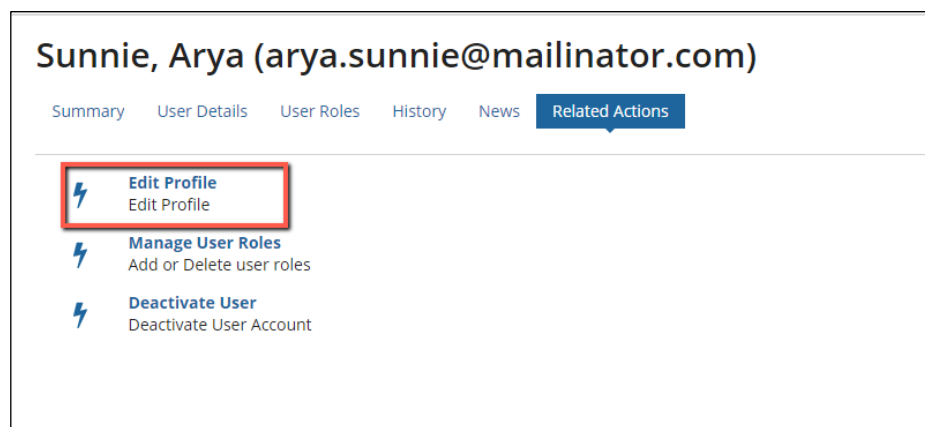 Sunnie, Arya (arya.sunnie@mailinator.com)
Summary User Details User Roles History News Related Actions
Edit Profile
Edit Profile
Manage User Roles
Add or Delete user roles
Deactivate User
Deactivate User Account